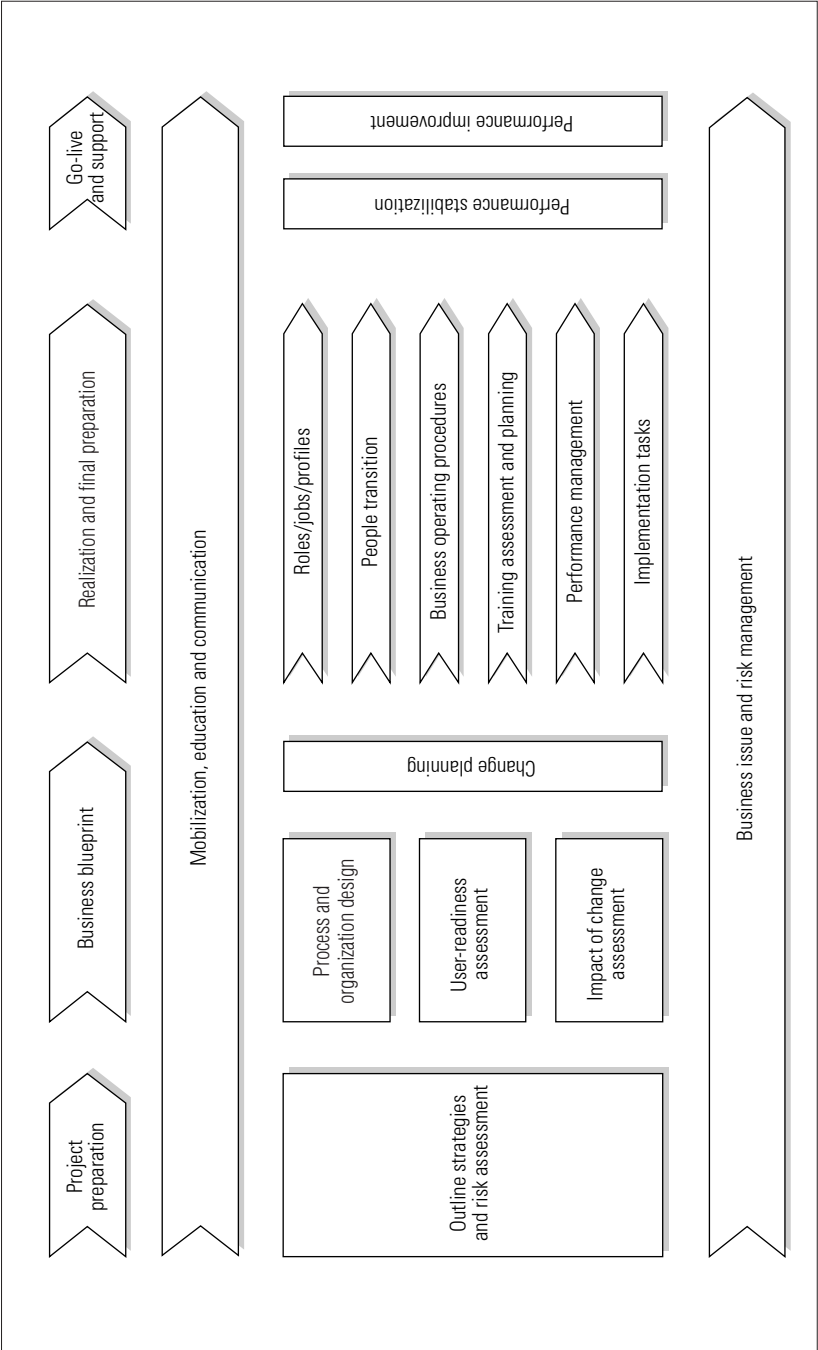 Project
preparation
Business blueprint
Realization and final preparation
Go-live
and support
Mobilization, education and communication
Outline strategies
and risk assessment
Process and
organization design
User-readiness
assessment
Impact of change
assessment
Change planning
Roles/jobs/profiles
People transition
Business operating procedures
Training assessment and planning
Performance management
Implementation tasks
Performance stabilization
Performance improvement
Business issue and risk management